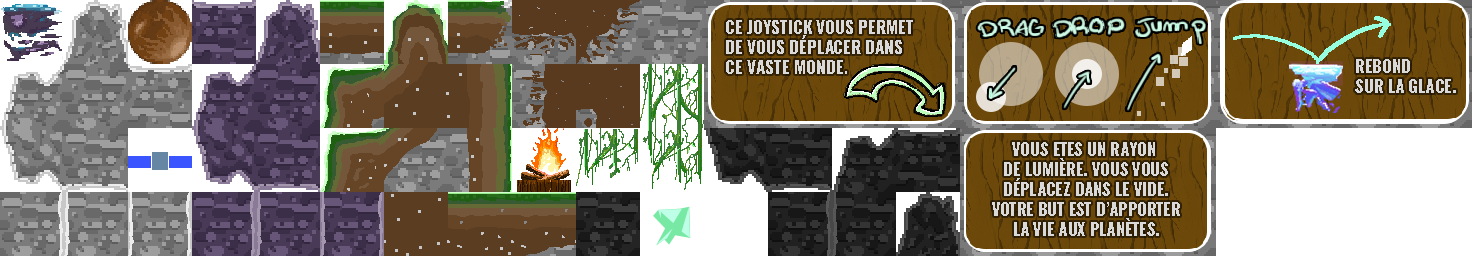 CE JOYSTICK VOUS PERMET
DE VOUS DÉPLACER DANS
CE VASTE MONDE.
DRAG DROP Jump
REBOND
SUR LA GLACE.
VOUS ETES UN RAYON
DE LUMIÈRE. VOUS VOUS
DÉPLACEZ DANS LE VIDE.
VOTRE BUT EST D'APPORTER
LA VIE AUX PLANÈTES.